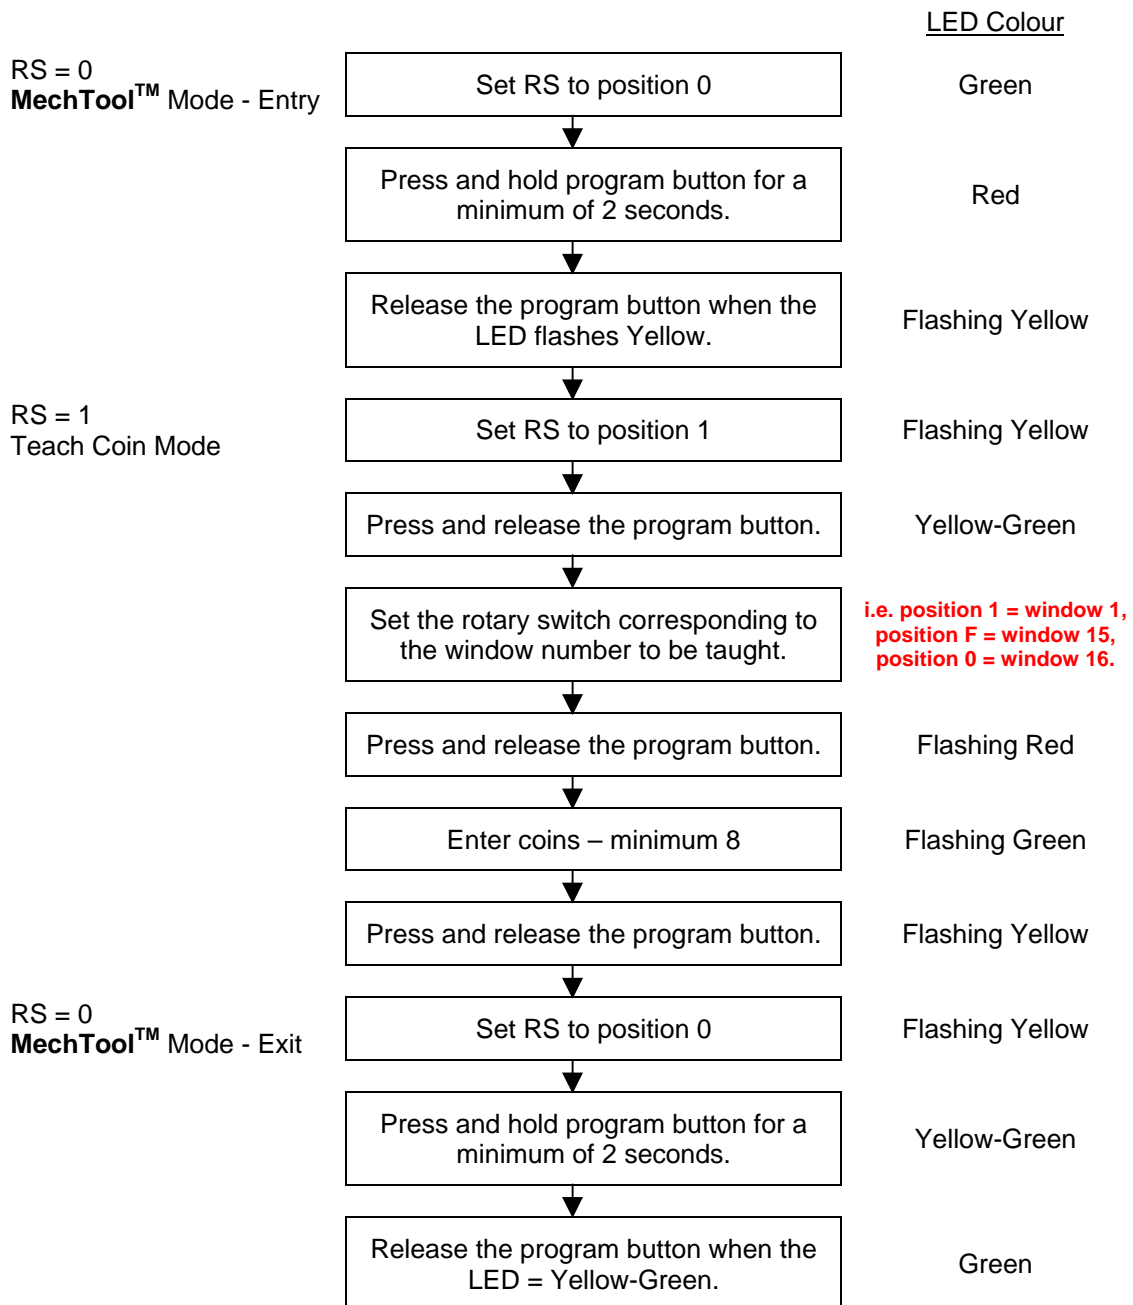 LED Colour
RS = 0
MechTool™ Mode - Entry
Set RS to position 0
Green
Press and hold program button for a
minimum of 2 seconds.
Red
Release the program button when the
LED flashes Yellow.
Flashing Yellow
RS = 1
Teach Coin Mode
Set RS to position 1
Flashing Yellow
Press and release the program button.
Yellow-Green
Set the rotary switch corresponding to
the window number to be taught.
i.e. position 1 = window 1,
position F = window 15,
position 0 = window 16.
Press and release the program button.
Flashing Red
Enter coins – minimum 8
Flashing Green
Press and release the program button.
Flashing Yellow
RS = 0
MechTool™ Mode - Exit
Set RS to position 0
Flashing Yellow
Press and hold program button for a
minimum of 2 seconds.
Yellow-Green
Release the program button when the
LED = Yellow-Green.
Green